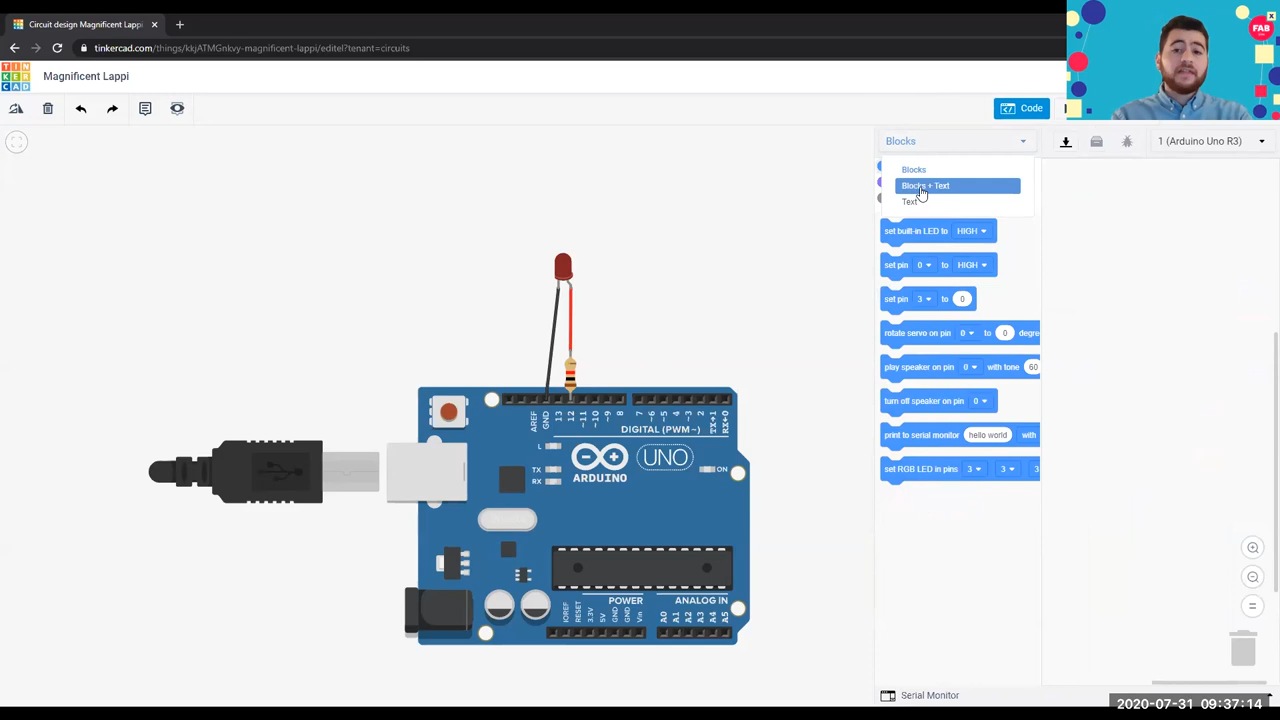 Circuit design Magnificent Lappi
tinkercad.com/things/kkjATMGnkvy-magnificent-lappi/editel?tenant=circuits
FAB
TIN
KER
CAD
Magnificent Lappi
Code
Blocks
1 (Arduino Uno R3)
Blocks
Blocks + Text
Text
set built-in LED to HIGH
set pin 0 to HIGH
set pin 3 to 0
rotate servo on pin 0 to 0 degre
play speaker on pin 0 with tone 60
turn off speaker on pin 0
print to serial monitor hello world with
set RGB LED in pins 3 3 3
AREF
GND
13
12
~11
~10
~9
8
7
~6
~5
4
~3
2
TX→1
RX←0
DIGITAL (PWM~)
L
TX
RX
ARDUINO
UNO
ON
IOREF
RESET
3.3V
5V
GND
GND
Vin
POWER
ANALOG IN
A0
A1
A2
A3
A4
A5
Serial Monitor
2020-07-31 09:37:14